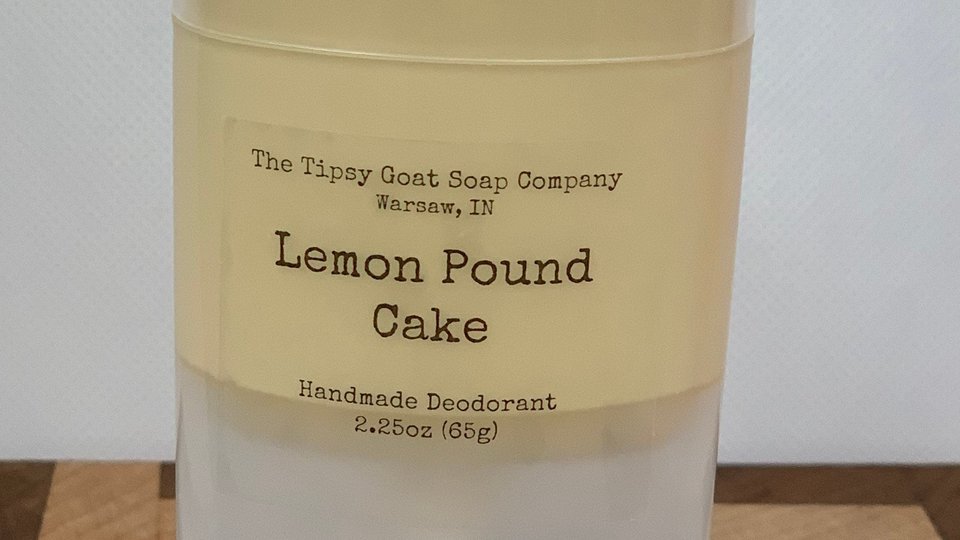 The Tipsy Goat Soap Company
Warsaw, IN
Lemon Pound
Cake
Handmade Deodorant
2.25oz (65g)